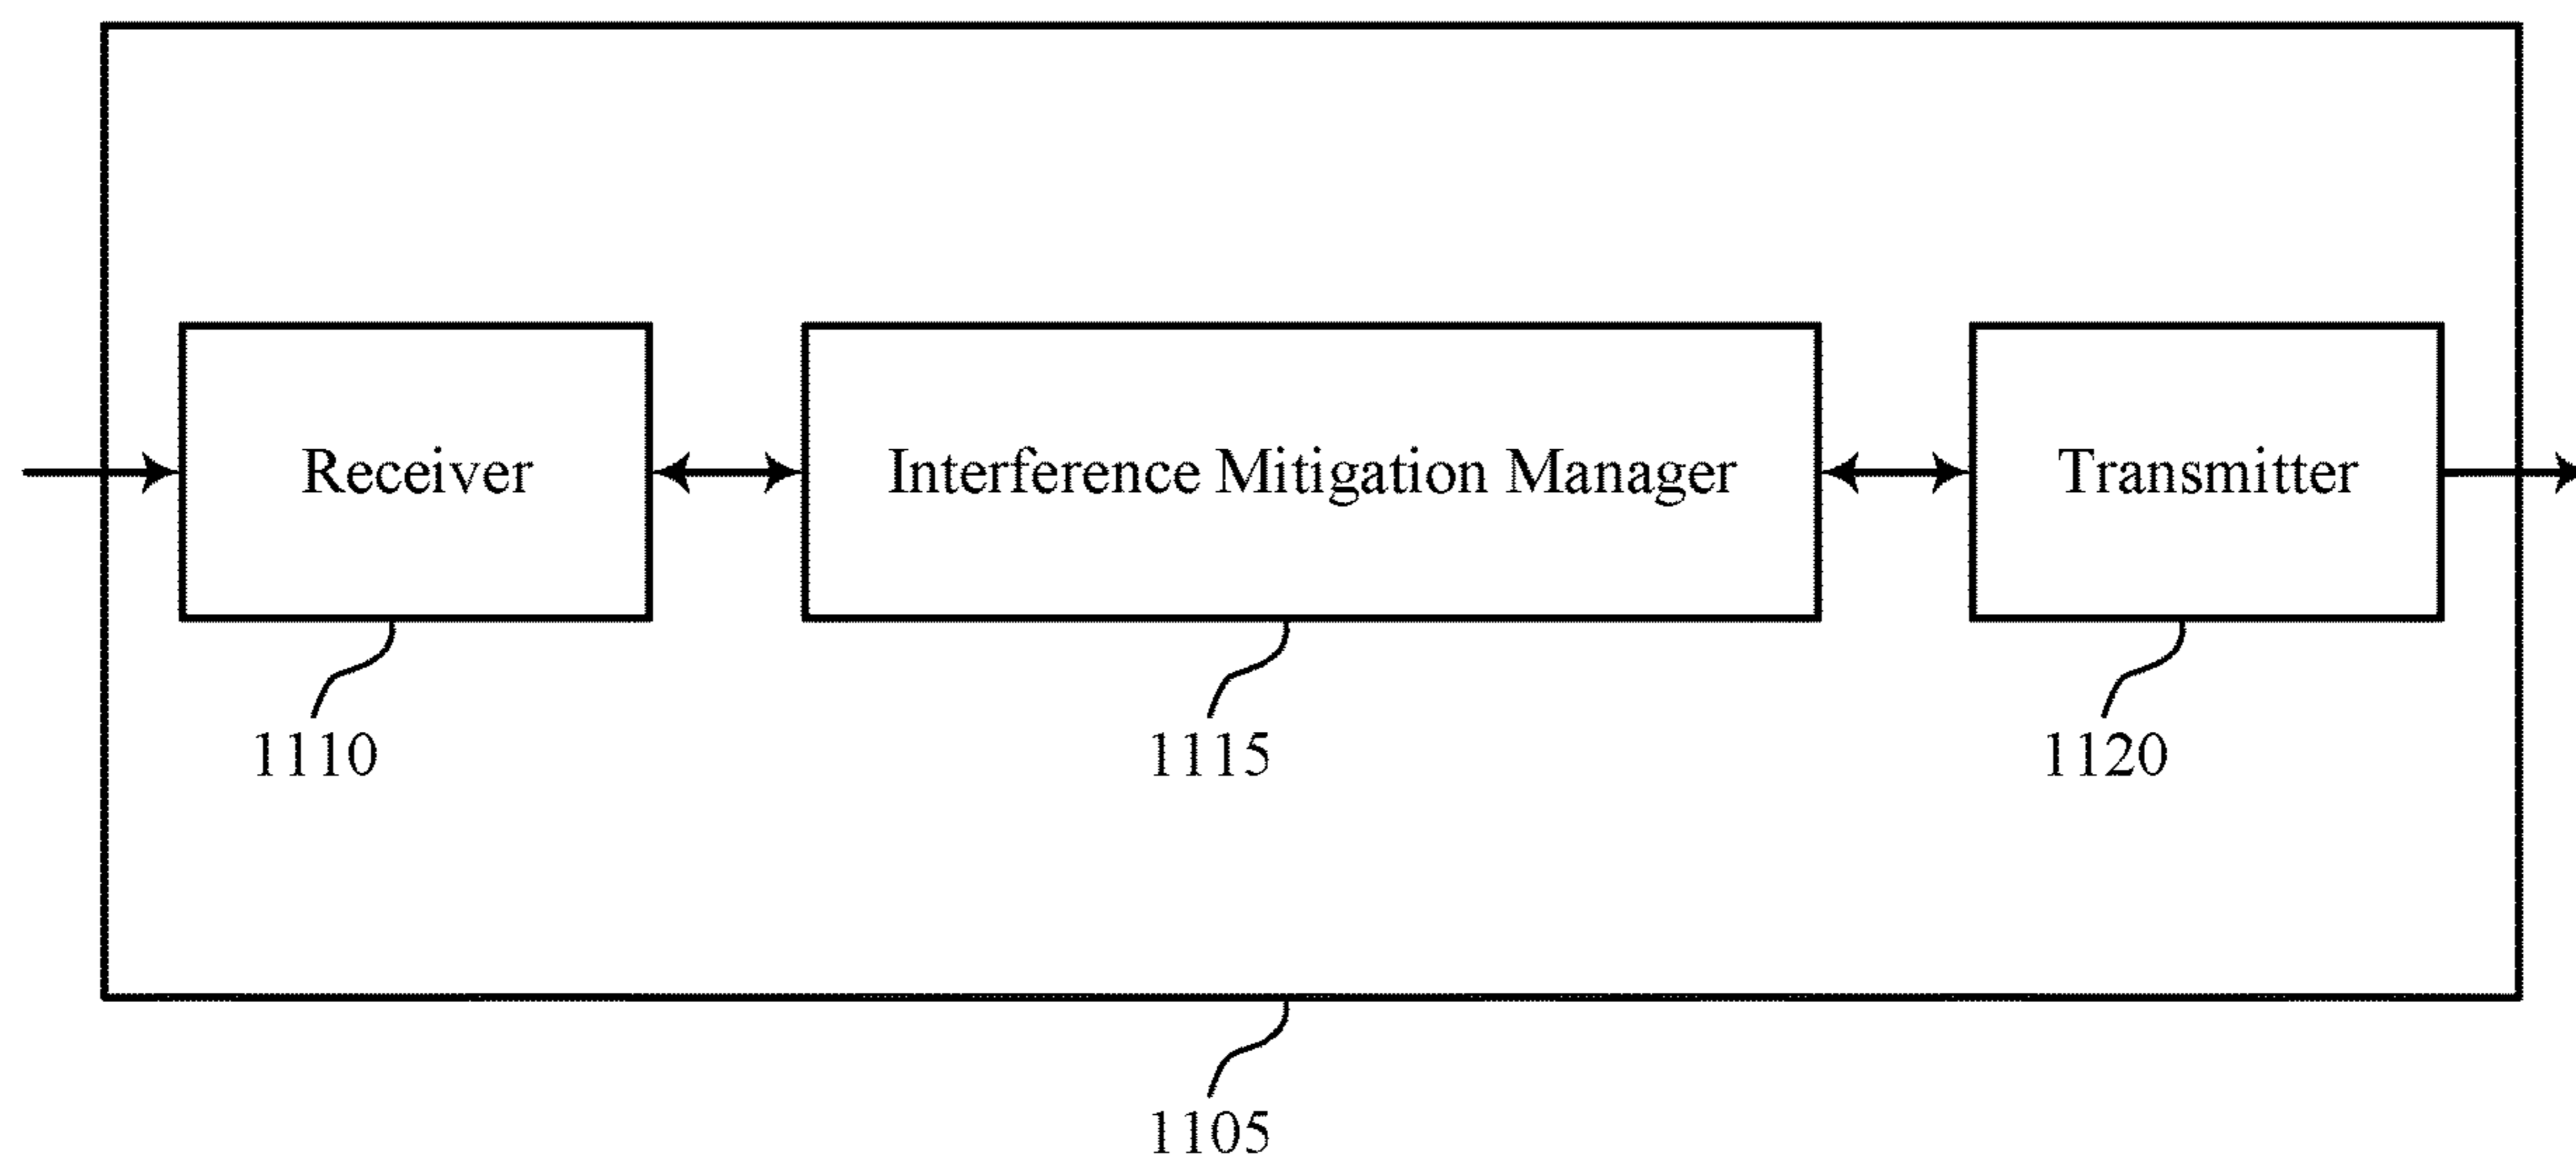 Receiver
Interference Mitigation Manager
Transmitter
1110
1115
1120
1105